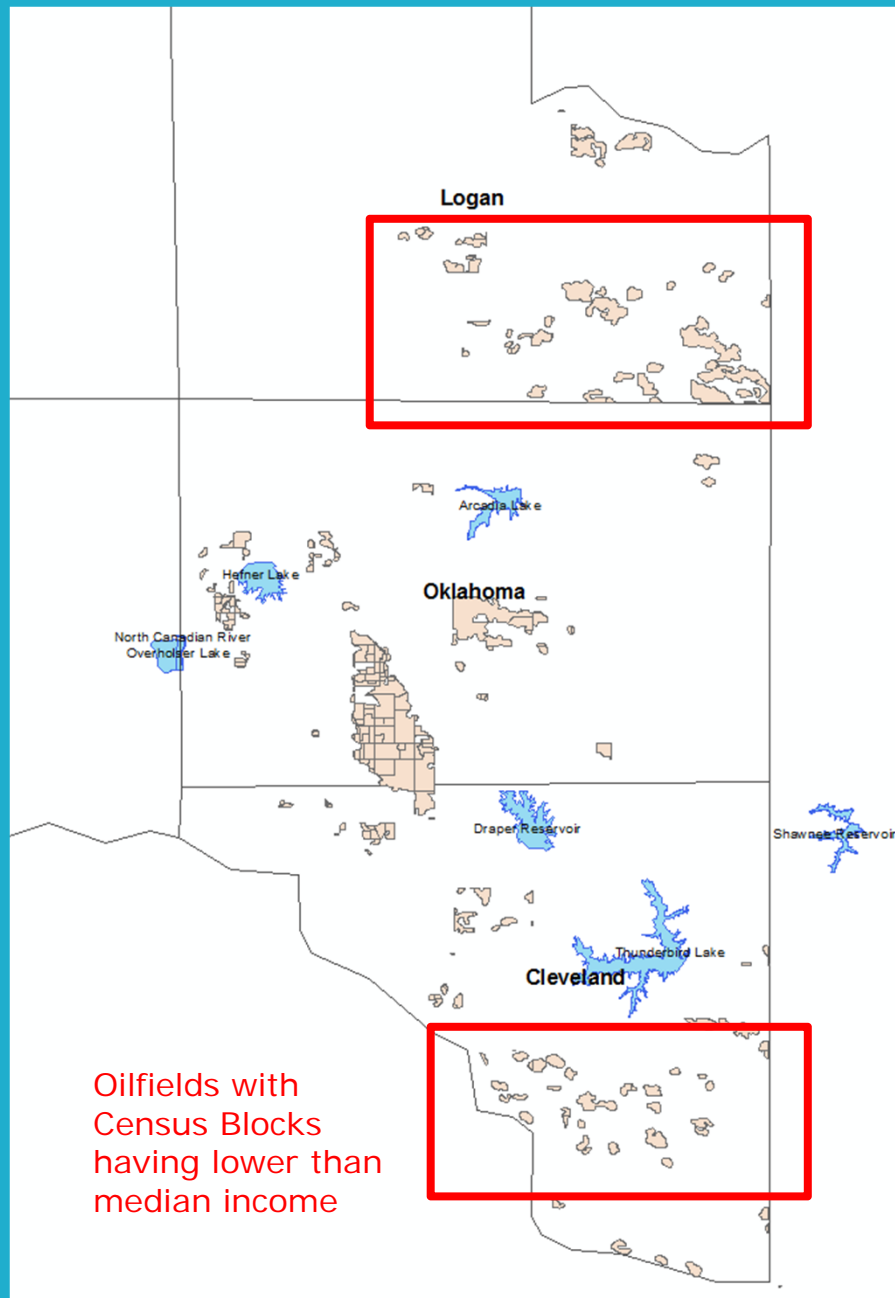 Logan
Arcadia Lake
Hefner Lake
Oklahoma
North Canadian River
Overholser Lake
Draper Reservoir
Shawnee Reservoir
Thunderbird Lake
Cleveland
Oilfields with
Census Blocks
having lower than
median income